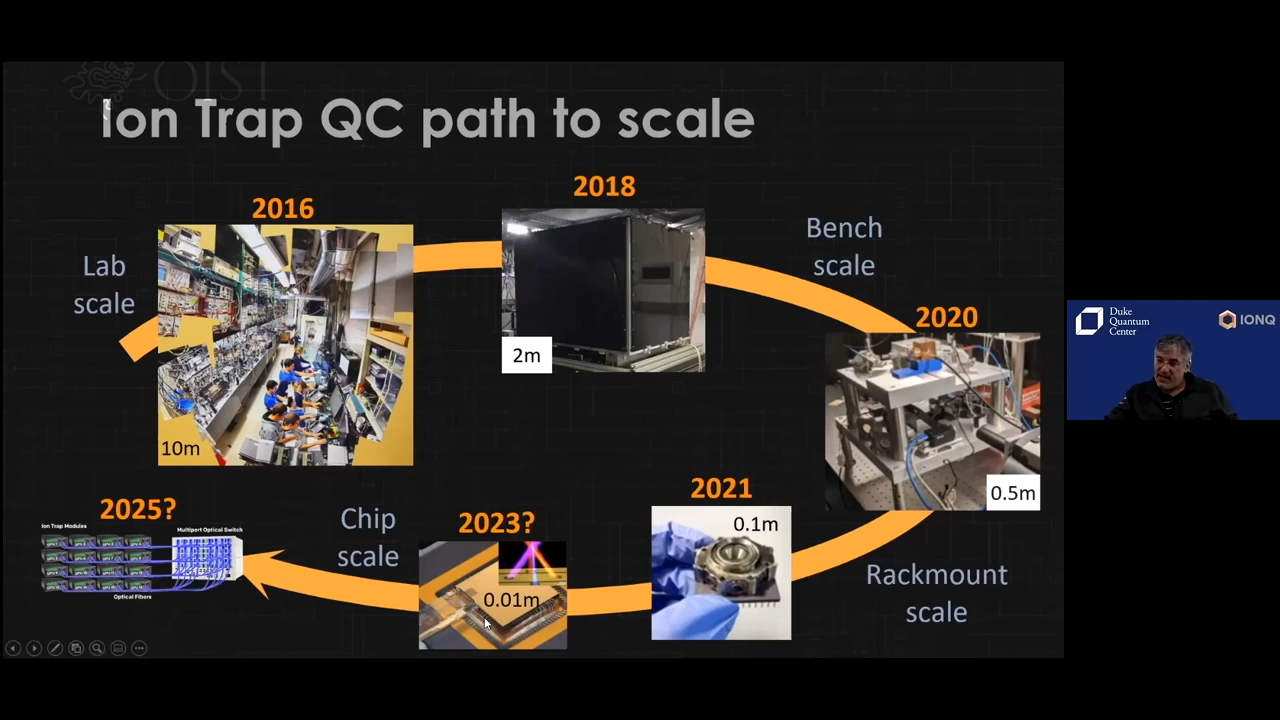 OIST
Ion Trap QC path to scale
2016
2018
2020
2021
2023?
2025?
Lab
scale
Bench
scale
Rackmount
scale
Chip
scale
10m
2m
0.5m
0.1m
0.01m
Ion Trap Modules
Multiport Optical Switch
Optical Fibers
Duke
Quantum
Center
IONQ